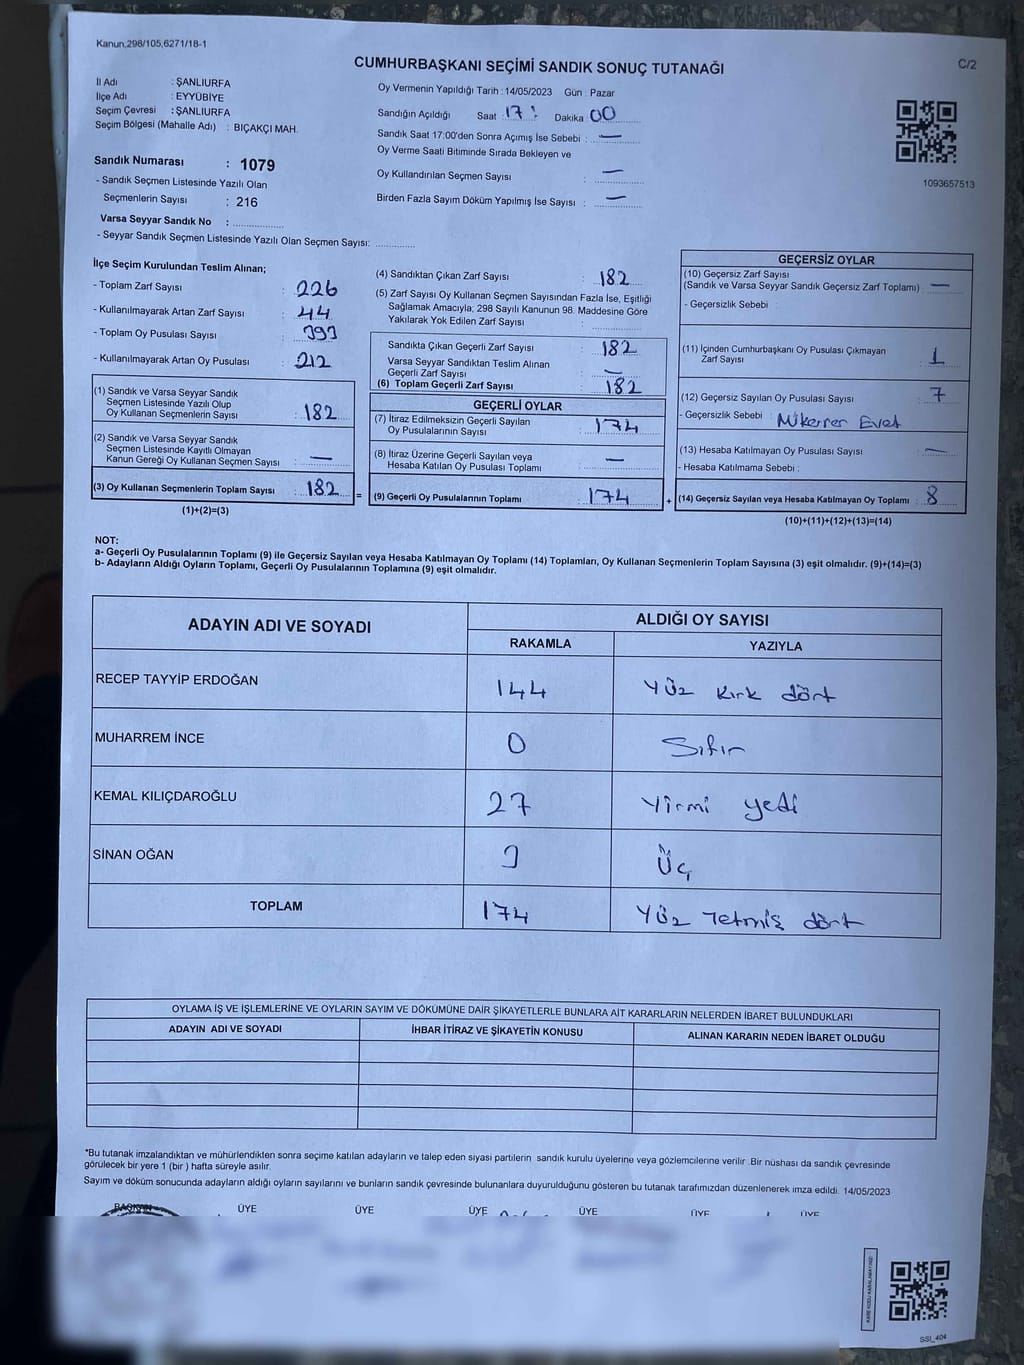 Kanun,298/105,6271/18-1
C/2
CUMHURBAŞKANI SEÇİMİ SANDIK SONUÇ TUTANAĞI
İl Adı : ŞANLIURFA
İlçe Adı : EYYÜBİYE
Seçim Çevresi : ŞANLIURFA
Seçim Bölgesi (Mahalle Adı) : BIÇAKÇI MAH.
Sandık Numarası : 1079
- Sandık Seçmen Listesinde Yazılı Olan
Seçmenlerin Sayısı : 216
Varsa Seyyar Sandık No :
- Seyyar Sandık Seçmen Listesinde Yazılı Olan Seçmen Sayısı:
Oy Vermenin Yapıldığı Tarih : 14/05/2023 Gün : Pazar
Sandığın Açıldığı Saat : 17 : Dakika 00
Sandık Saat 17:00'den Sonra Açımış İse Sebebi : —
Oy Verme Saati Bitiminde Sırada Bekleyen ve
Oy Kullandırılan Seçmen Sayısı : —
Birden Fazla Sayım Döküm Yapılmış İse Sayısı : —
1093657513
İlçe Seçim Kurulundan Teslim Alınan;
- Toplam Zarf Sayısı : 226
- Kullanılmayarak Artan Zarf Sayısı : 44
- Toplam Oy Pusulası Sayısı : 393
- Kullanılmayarak Artan Oy Pusulası : 212
(1) Sandık ve Varsa Seyyar Sandık
Seçmen Listesinde Yazılı Olup
Oy Kullanan Seçmenlerin Sayısı : 182
(2) Sandık ve Varsa Seyyar Sandık
Seçmen Listesinde Kayıtlı Olmayan
Kanun Gereği Oy Kullanan Seçmen Sayısı : —
(3) Oy Kullanan Seçmenlerin Toplam Sayısı : 182 =
(1)+(2)=(3)
(4) Sandıktan Çıkan Zarf Sayısı : 182
(5) Zarf Sayısı Oy Kullanan Seçmen Sayısından Fazla İse, Eşitliği
Sağlamak Amacıyla; 298 Sayılı Kanunun 98. Maddesine Göre
Yakılarak Yok Edilen Zarf Sayısı :
Sandıkta Çıkan Geçerli Zarf Sayısı : 182
Varsa Seyyar Sandıktan Teslim Alınan
Geçerli Zarf Sayısı : —
(6) Toplam Geçerli Zarf Sayısı : 182
GEÇERLİ OYLAR
(7) İtiraz Edilmeksizin Geçerli Sayılan
Oy Pusulalarının Sayısı : 174
(8) İtiraz Üzerine Geçerli Sayılan veya
Hesaba Katılan Oy Pusulası Toplamı : —
(9) Geçerli Oy Pusulalarının Toplamı : 174 +
GEÇERSİZ OYLAR
(10) Geçersiz Zarf Sayısı
(Sandık ve Varsa Seyyar Sandık Geçersiz Zarf Toplamı) : —
- Geçersizlik Sebebi :
(11) İçinden Cumhurbaşkanı Oy Pusulası Çıkmayan
Zarf Sayısı : 1
(12) Geçersiz Sayılan Oy Pusulası Sayısı : 7
- Geçersizlik Sebebi : Mükerrer Evet
(13) Hesaba Katılmayan Oy Pusulası Sayısı : —
- Hesaba Katılmama Sebebi :
(14) Geçersiz Sayılan veya Hesaba Katılmayan Oy Toplamı : 8
(10)+(11)+(12)+(13)=(14)
NOT:
a- Geçerli Oy Pusulalarının Toplamı (9) ile Geçersiz Sayılan veya Hesaba Katılmayan Oy Toplamı (14) Toplamları, Oy Kullanan Seçmenlerin Toplam Sayısına (3) eşit olmalıdır. (9)+(14)=(3)
b- Adayların Aldığı Oyların Toplamı, Geçerli Oy Pusulalarının Toplamına (9) eşit olmalıdır.
ADAYIN ADI VE SOYADI ALDIĞI OY SAYISI
RAKAMLA YAZIYLA
RECEP TAYYİP ERDOĞAN 144 Yüz kırk dört
MUHARREM İNCE 0 Sıfır
KEMAL KILIÇDAROĞLU 27 Yirmi yedi
SİNAN OĞAN 3 Üç
TOPLAM 174 Yüz Yetmiş dört
OYLAMA İŞ VE İŞLEMLERİNE VE OYLARIN SAYIM VE DÖKÜMÜNE DAİR ŞİKAYETLERLE BUNLARA AİT KARARLARIN NELERDEN İBARET BULUNDUKLARI
ADAYIN ADI VE SOYADI İHBAR İTİRAZ VE ŞİKAYETİN KONUSU ALINAN KARARIN NEDEN İBARET OLDUĞU
*Bu tutanak imzalandıktan ve mühürlendikten sonra seçime katılan adayların ve talep eden siyasi partilerin sandık kurulu üyelerine veya gözlemcilerine verilir .Bir nüshası da sandık çevresinde
görülecek bir yere 1 (bir ) hafta süreyle asılır.
Sayım ve döküm sonucunda adayların aldığı oyların sayılarını ve bunların sandık çevresinde bulunanlara duyurulduğunu gösteren bu tutanak tarafımızdan düzenlenerek imza edildi. 14/05/2023
BAŞKAN ÜYE ÜYE ÜYE ÜYE ÜYE ÜYE
KARE KODU KARALAMAYINIZ!
SSI_404